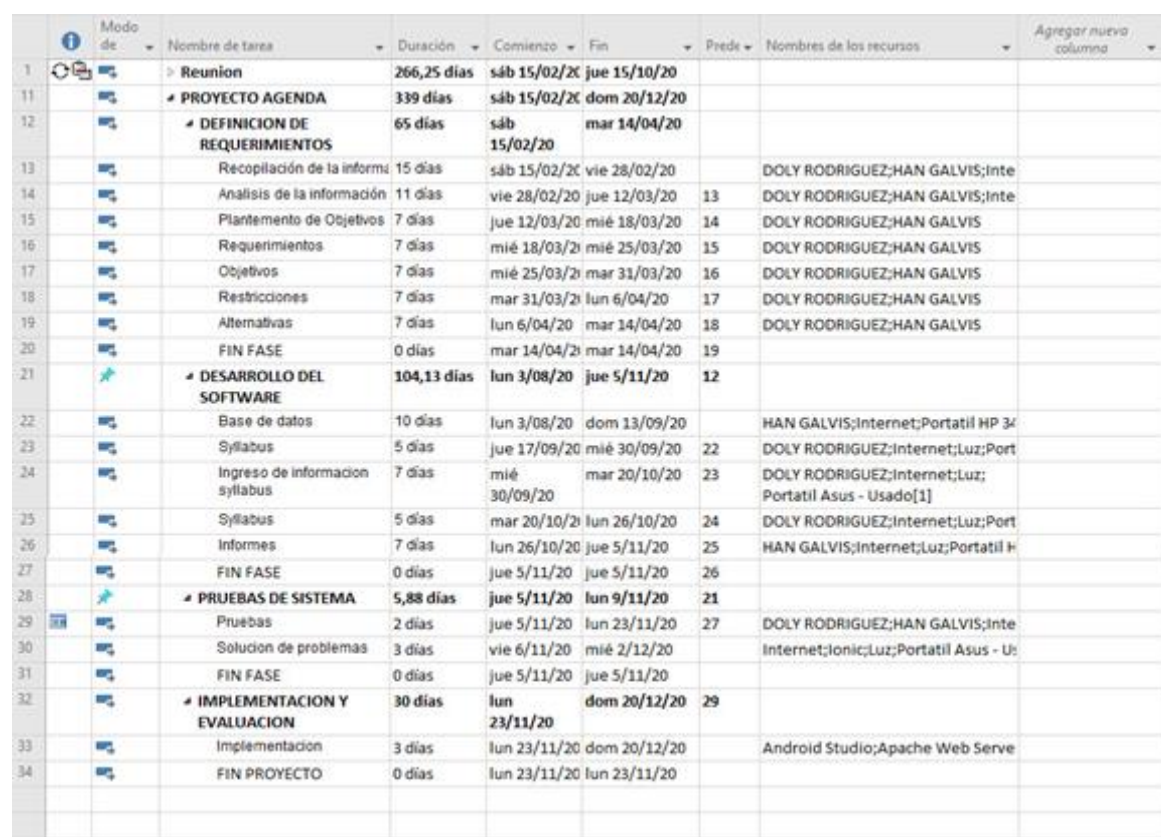 Modo de Nombre de tarea Duración Comienzo Fin Prede Nombres de los recursos Agregar nueva columna
1 Reunion 266,25 días sáb 15/02/20 jue 15/10/20
11 PROYECTO AGENDA 339 días sáb 15/02/20 dom 20/12/20
12 DEFINICION DE REQUERIMIENTOS 65 días sáb 15/02/20 mar 14/04/20
13 Recopilación de la informa 15 días sáb 15/02/20 vie 28/02/20 DOLY RODRIGUEZ;HAN GALVIS;Inte
14 Analisis de la información 11 días vie 28/02/20 jue 12/03/20 13 DOLY RODRIGUEZ;HAN GALVIS;Inte
15 Plantemento de Objetivos 7 días jue 12/03/20 mié 18/03/20 14 DOLY RODRIGUEZ;HAN GALVIS
16 Requerimientos 7 días mié 18/03/20 mié 25/03/20 15 DOLY RODRIGUEZ;HAN GALVIS
17 Objetivos 7 días mié 25/03/20 mar 31/03/20 16 DOLY RODRIGUEZ;HAN GALVIS
18 Restricciones 7 días mar 31/03/20 lun 6/04/20 17 DOLY RODRIGUEZ;HAN GALVIS
19 Alternativas 7 días lun 6/04/20 mar 14/04/20 18 DOLY RODRIGUEZ;HAN GALVIS
20 FIN FASE 0 días mar 14/04/20 mar 14/04/20 19
21 DESARROLLO DEL SOFTWARE 104,13 días lun 3/08/20 jue 5/11/20 12
22 Base de datos 10 días lun 3/08/20 dom 13/09/20 HAN GALVIS;Internet;Portatil HP 34
23 Syllabus 5 días jue 17/09/20 mié 30/09/20 22 DOLY RODRIGUEZ;Internet;Luz;Port
24 Ingreso de informacion syllabus 7 días mié 30/09/20 mar 20/10/20 23 DOLY RODRIGUEZ;Internet;Luz; Portatil Asus - Usado[1]
25 Syllabus 5 días mar 20/10/20 lun 26/10/20 24 DOLY RODRIGUEZ;Internet;Luz;Port
26 Informes 7 días lun 26/10/20 jue 5/11/20 25 HAN GALVIS;Internet;Luz;Portatil H
27 FIN FASE 0 días jue 5/11/20 jue 5/11/20 26
28 PRUEBAS DE SISTEMA 5,88 días jue 5/11/20 lun 9/11/20 21
29 Pruebas 2 días jue 5/11/20 lun 23/11/20 27 DOLY RODRIGUEZ;HAN GALVIS;Inte
30 Solucion de problemas 3 días vie 6/11/20 mié 2/12/20 Internet;Ionic;Luz;Portatil Asus - Us
31 FIN FASE 0 días jue 5/11/20 jue 5/11/20
32 IMPLEMENTACION Y EVALUACION 30 días lun 23/11/20 dom 20/12/20 29
33 Implementacion 3 días lun 23/11/20 dom 20/12/20 Android Studio;Apache Web Serve
34 FIN PROYECTO 0 días lun 23/11/20 lun 23/11/20